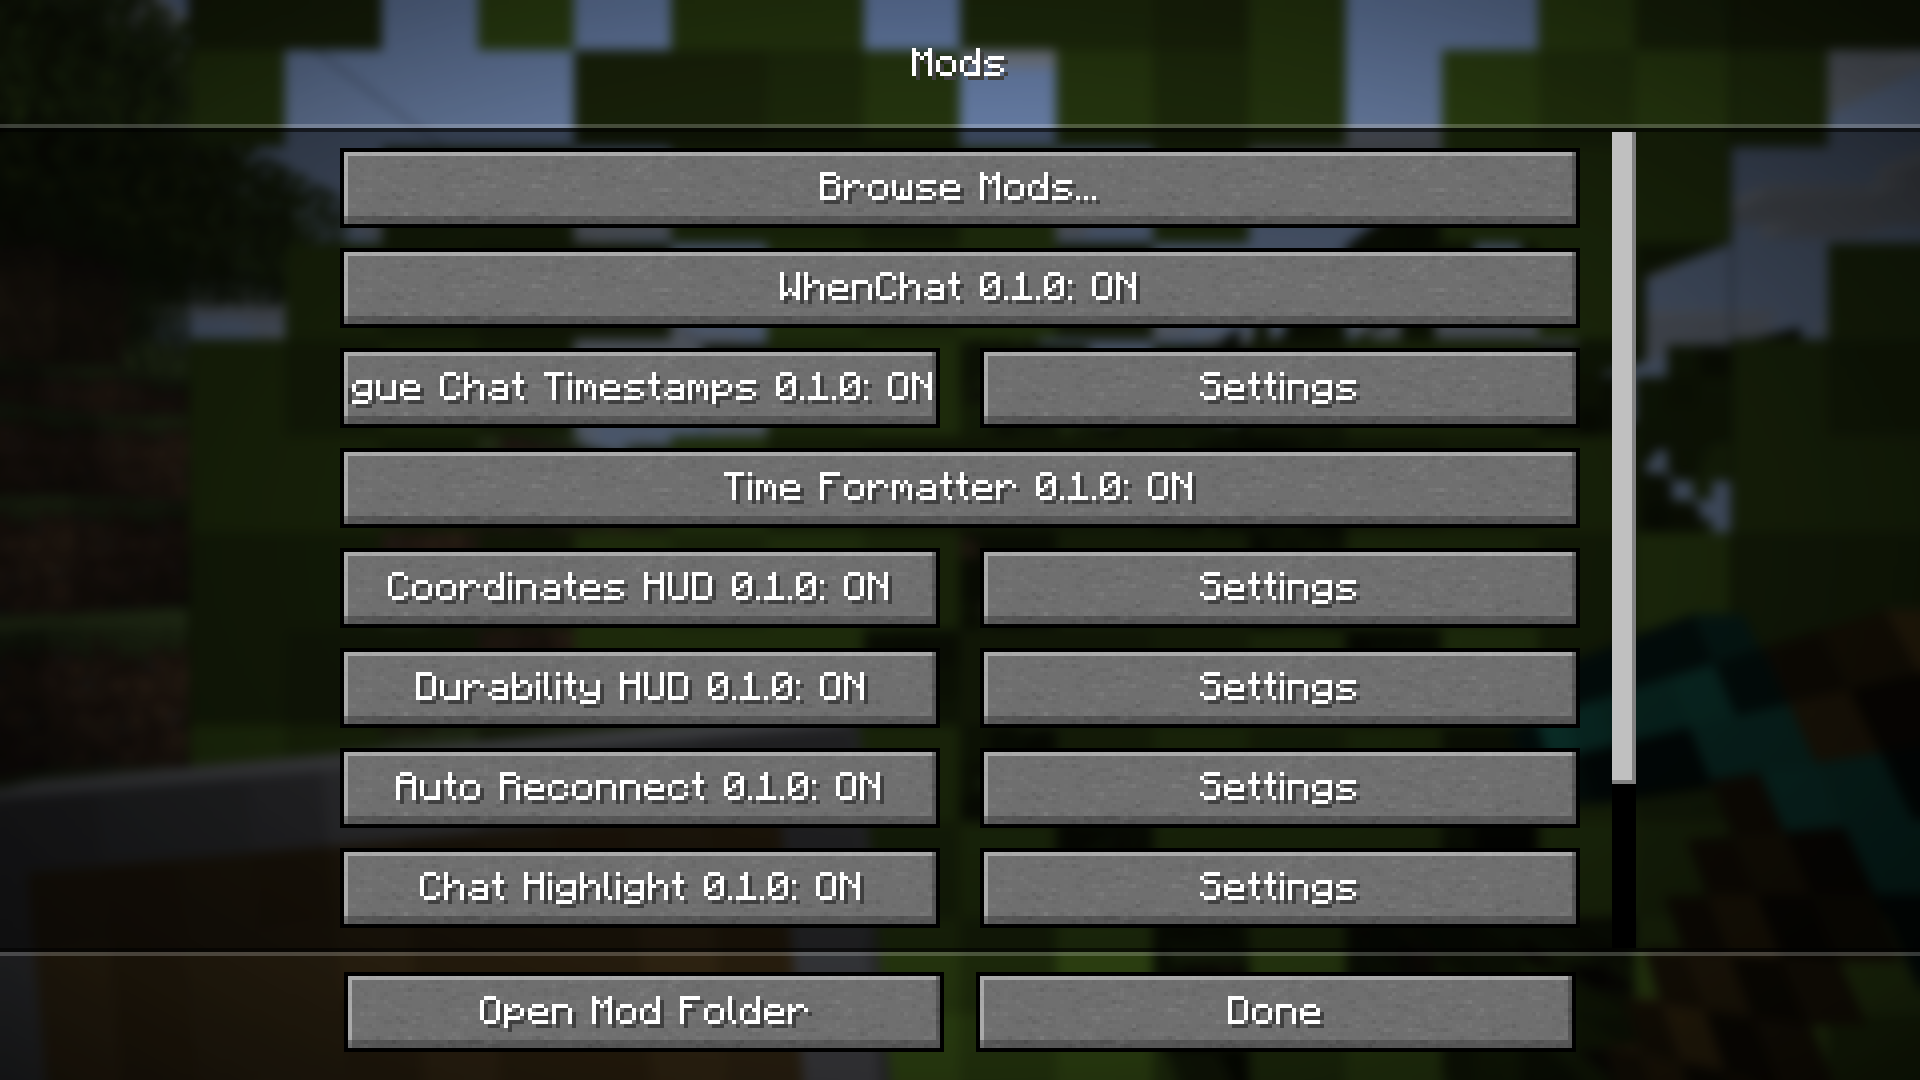 Mods
Browse Mods...
WhenChat 0.1.0: ON
gue Chat Timestamps 0.1.0: ON
Settings
Time Formatter 0.1.0: ON
Coordinates HUD 0.1.0: ON
Settings
Durability HUD 0.1.0: ON
Settings
Auto Reconnect 0.1.0: ON
Settings
Chat Highlight 0.1.0: ON
Settings
Open Mod Folder
Done